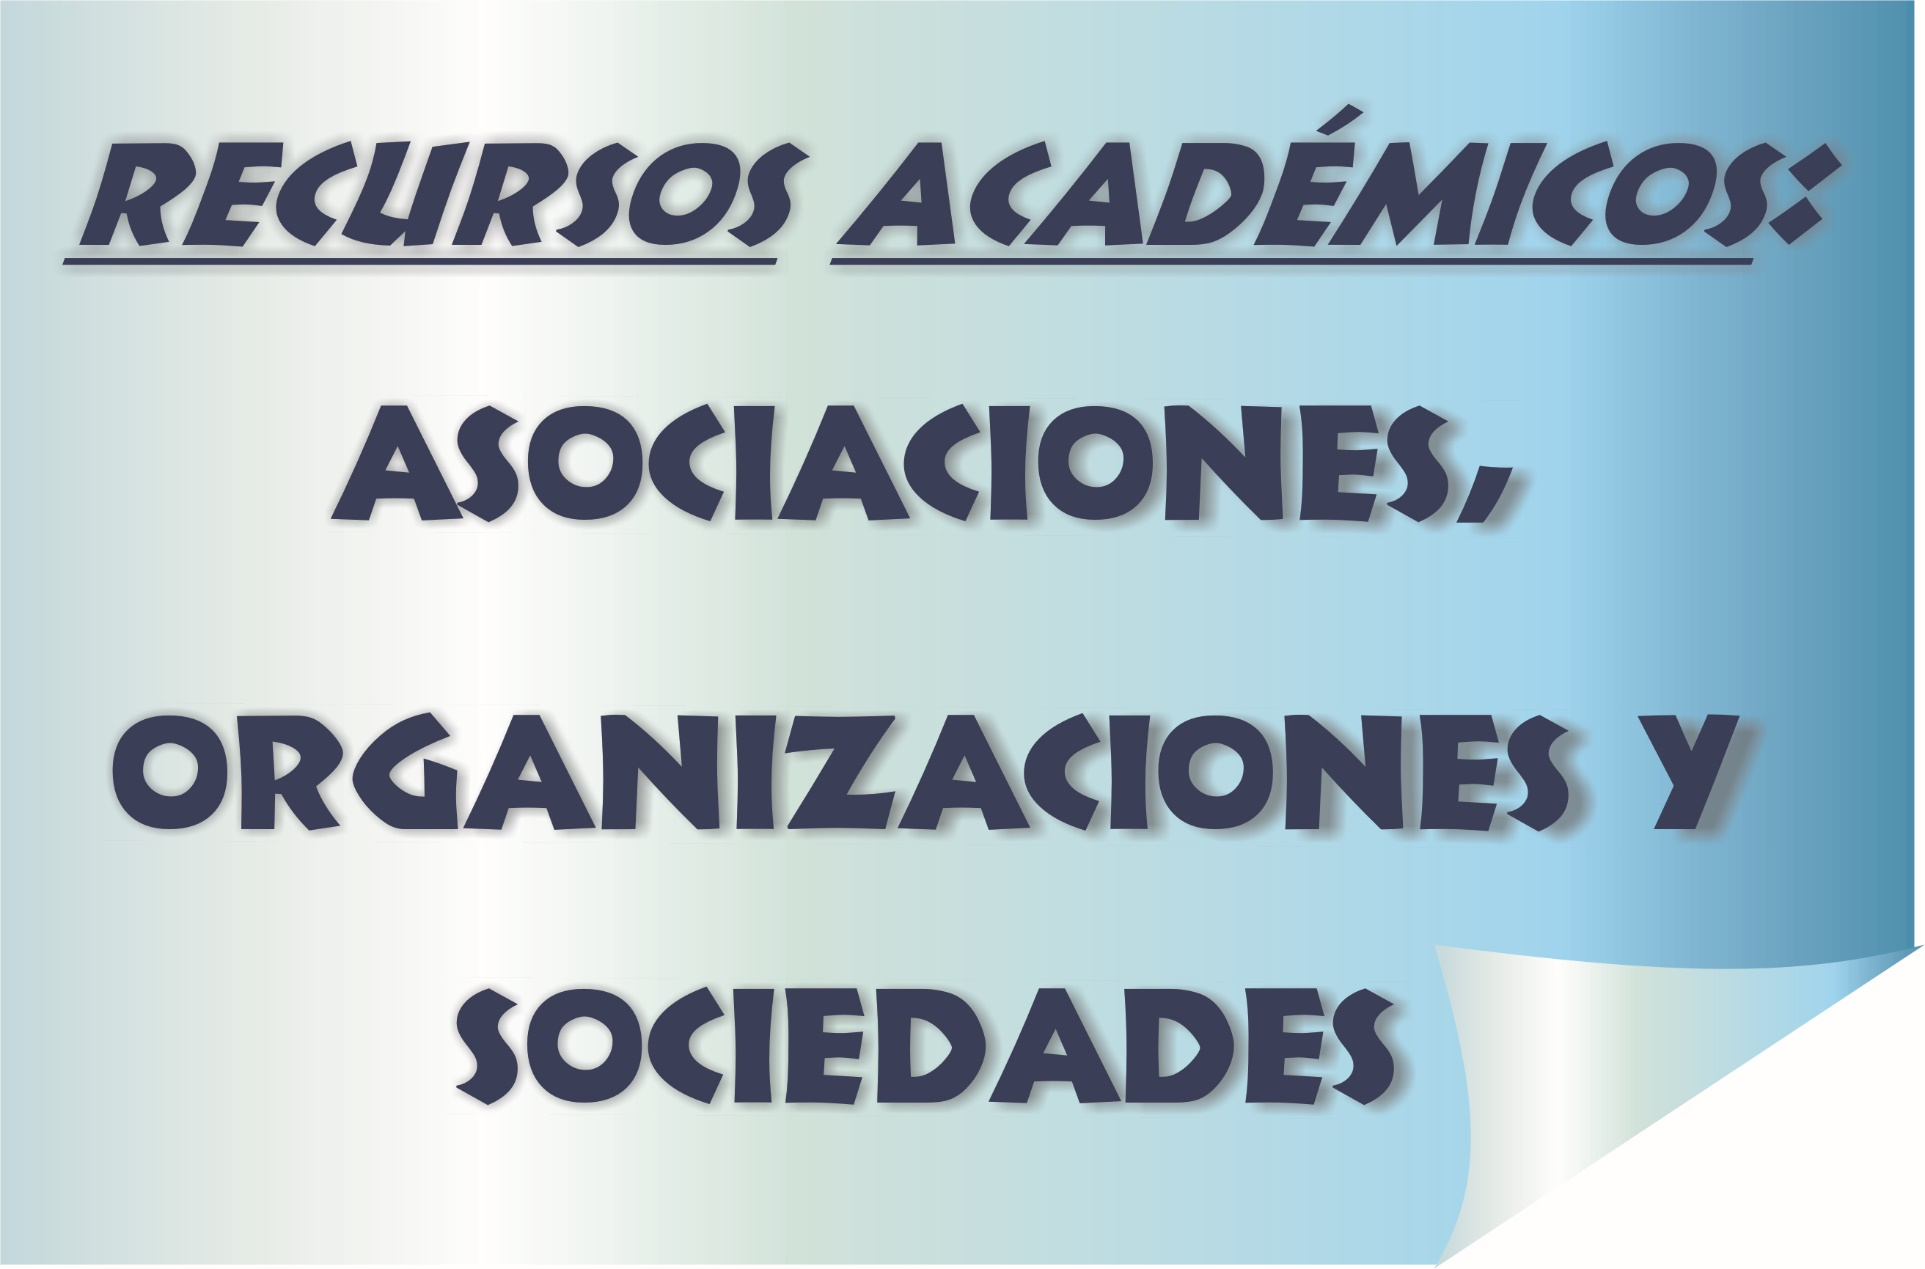 RECURSOS ACADÉMICOS:
ASOCIACIONES,
ORGANIZACIONES Y
SOCIEDADES